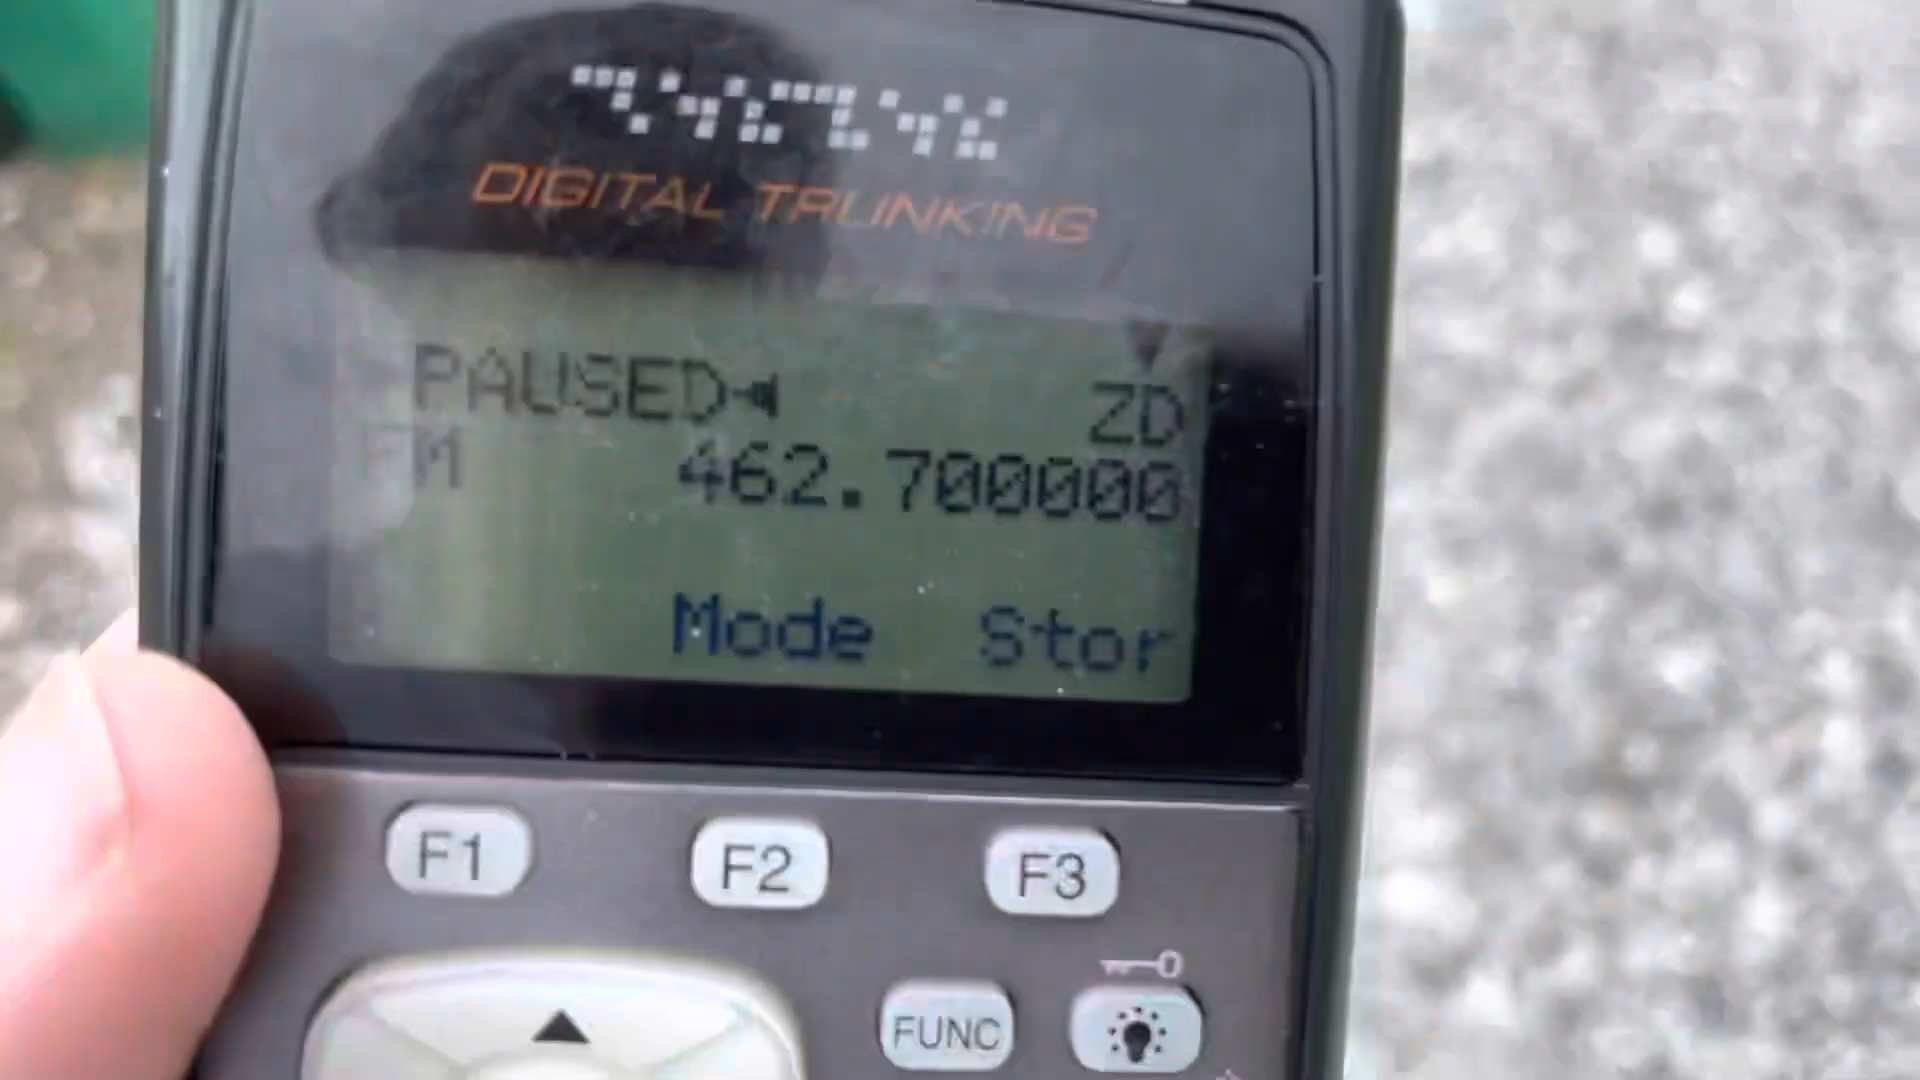 DIGITAL TRUNKING
PAUSED ZD
FM 462.700000
Mode Stor
F1 F2 F3
FUNC